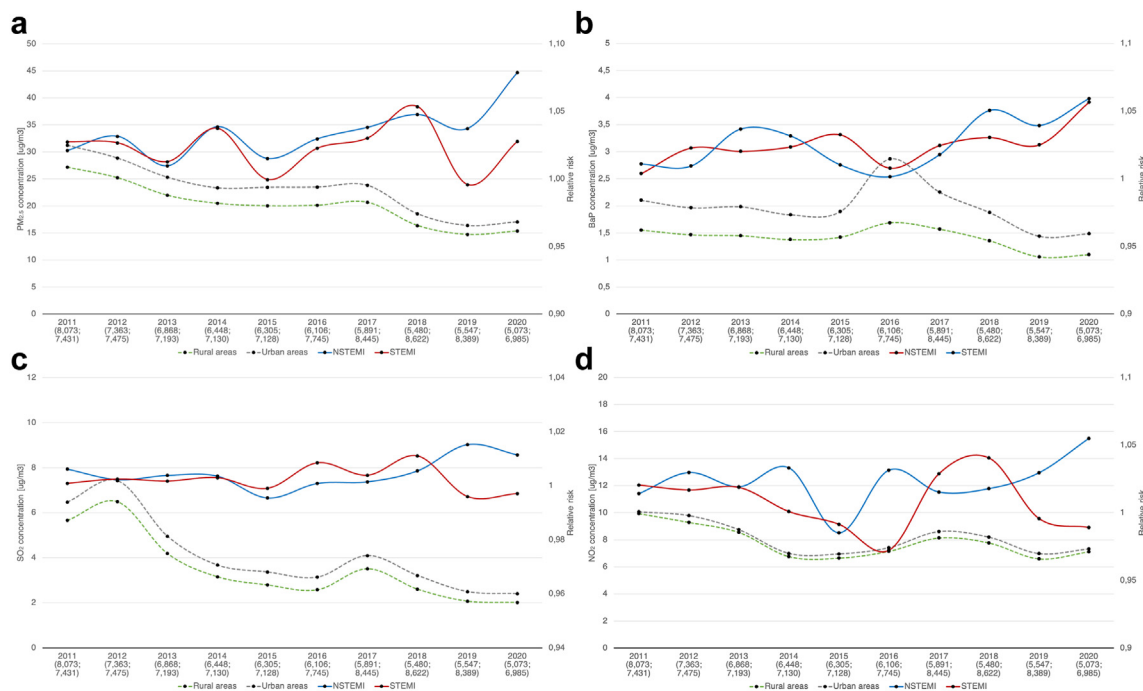 a
50
45
40
35
30
25
20
15
10
5
0
PM2.5 concentration [ug/m3]
1,10
1,05
1,00
0,95
0,90
Relative risk
2011 2012 2013 2014 2015 2016 2017 2018 2019 2020
(8,073; (7,363; (6,868; (6,448; (6,305; (6,106; (5,891; (5,480; (5,547; (5,073;
7,431) 7,475) 7,193) 7,130) 7,128) 7,745) 8,445) 8,622) 8,389) 6,985)
Rural areas Urban areas NSTEMI STEMI
b
5
4,5
4
3,5
3
2,5
2
1,5
1
0,5
0
BaP concentration [ug/m3]
1,1
1,05
1
0,95
0,9
Relative risk
2011 2012 2013 2014 2015 2016 2017 2018 2019 2020
(8,073; (7,363; (6,868; (6,448; (6,305; (6,106; (5,891; (5,480; (5,547; (5,073;
7,431) 7,475) 7,193) 7,130) 7,128) 7,745) 8,445) 8,622) 8,389) 6,985)
Rural areas Urban areas NSTEMI STEMI
c
12
10
8
6
4
2
0
SO2 concentration [ug/m3]
1,04
1,02
1
0,98
0,96
0,94
Relative risk
2011 2012 2013 2014 2015 2016 2017 2018 2019 2020
(8,073; (7,363; (6,868; (6,448; (6,305; (6,106; (5,891; (5,480; (5,547; (5,073;
7,431) 7,475) 7,193) 7,130) 7,128) 7,745) 8,445) 8,622) 8,389) 6,985)
Rural areas Urban areas NSTEMI STEMI
d
20
18
16
14
12
10
8
6
4
2
0
NO2 concentration [ug/m3]
1,1
1,05
1
0,95
0,9
Relative risk
2011 2012 2013 2014 2015 2016 2017 2018 2019 2020
(8,073; (7,363; (6,868; (6,448; (6,305; (6,106; (5,891; (5,480; (5,547; (5,073;
7,431) 7,475) 7,193) 7,130) 7,128) 7,745) 8,445) 8,622) 8,389) 6,985)
Rural areas Urban areas NSTEMI STEMI